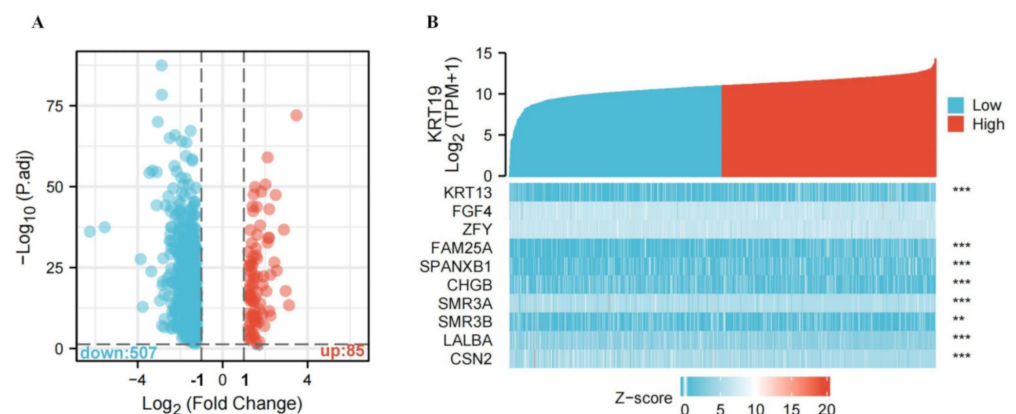 A
−Log₁₀ (P.adj)
75
50
25
0
down:507
up:85
−4
-1
0
1
4
Log₂ (Fold Change)
B
KRT19
Log₂ (TPM+1)
15
10
5
0
Low
High
KRT13 ***
FGF4
ZFY
FAM25A ***
SPANXB1 ***
CHGB ***
SMR3A ***
SMR3B **
LALBA ***
CSN2 ***
Z−score
0 5 10 15 20